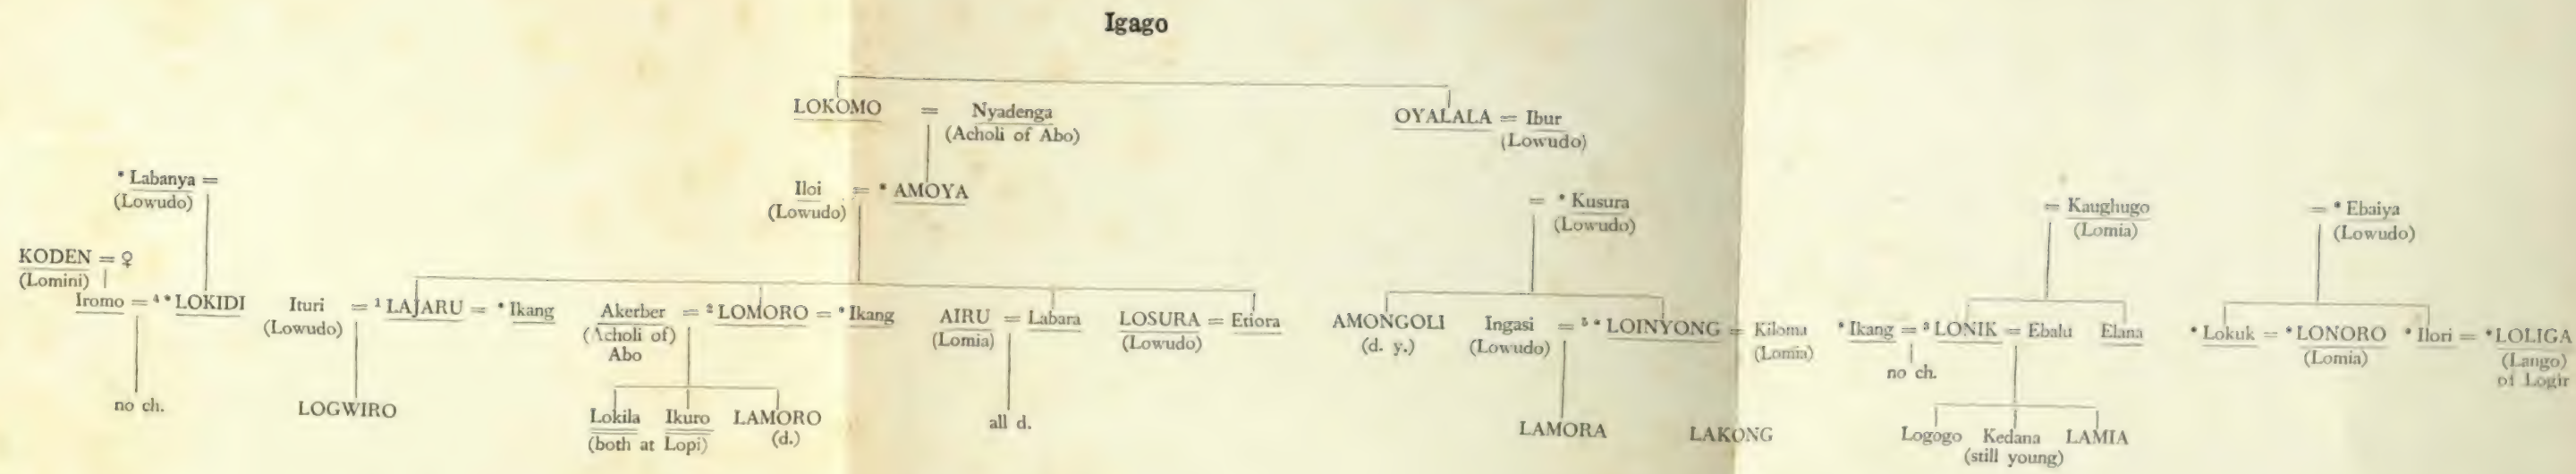 Igago
LOKOMO = Nyadenga
(Acholi of Abo)
OYALALA = Ibur
(Lowudo)
* Labanya =
(Lowudo)
Iloi = * AMOYA
(Lowudo)
= * Kusura
(Lowudo)
= Kaughugo
(Lomia)
= * Ebaiya
(Lowudo)
KODEN = ♀
(Lomini)
Iromo = ⁴ * LOKIDI
Ituri = ¹ LAJARU = * Ikang
(Lowudo)
Akerber = ² LOMORO = * Ikang
(Acholi of)
Abo
AIRU = Labara
(Lomia)
LOSURA = Etiora
(Lowudo)
AMONGOLI
(d. y.)
Ingasi = ⁵ * LOINYONG = Kiloma
(Lowudo)
(Lomia)
* Ikang = ³ LONIK = Ebalu
Elana
* Lokuk = * LONORO
(Lomia)
* Ilori = * LOLIGA
(Lango)
of Logir
no ch.
no ch.
LOGWIRO
Lokila Ikuro LAMORO
(both at Lopi) (d.)
all d.
LAMORA
LAKONG
Logogo Kedana LAMIA
(still young)